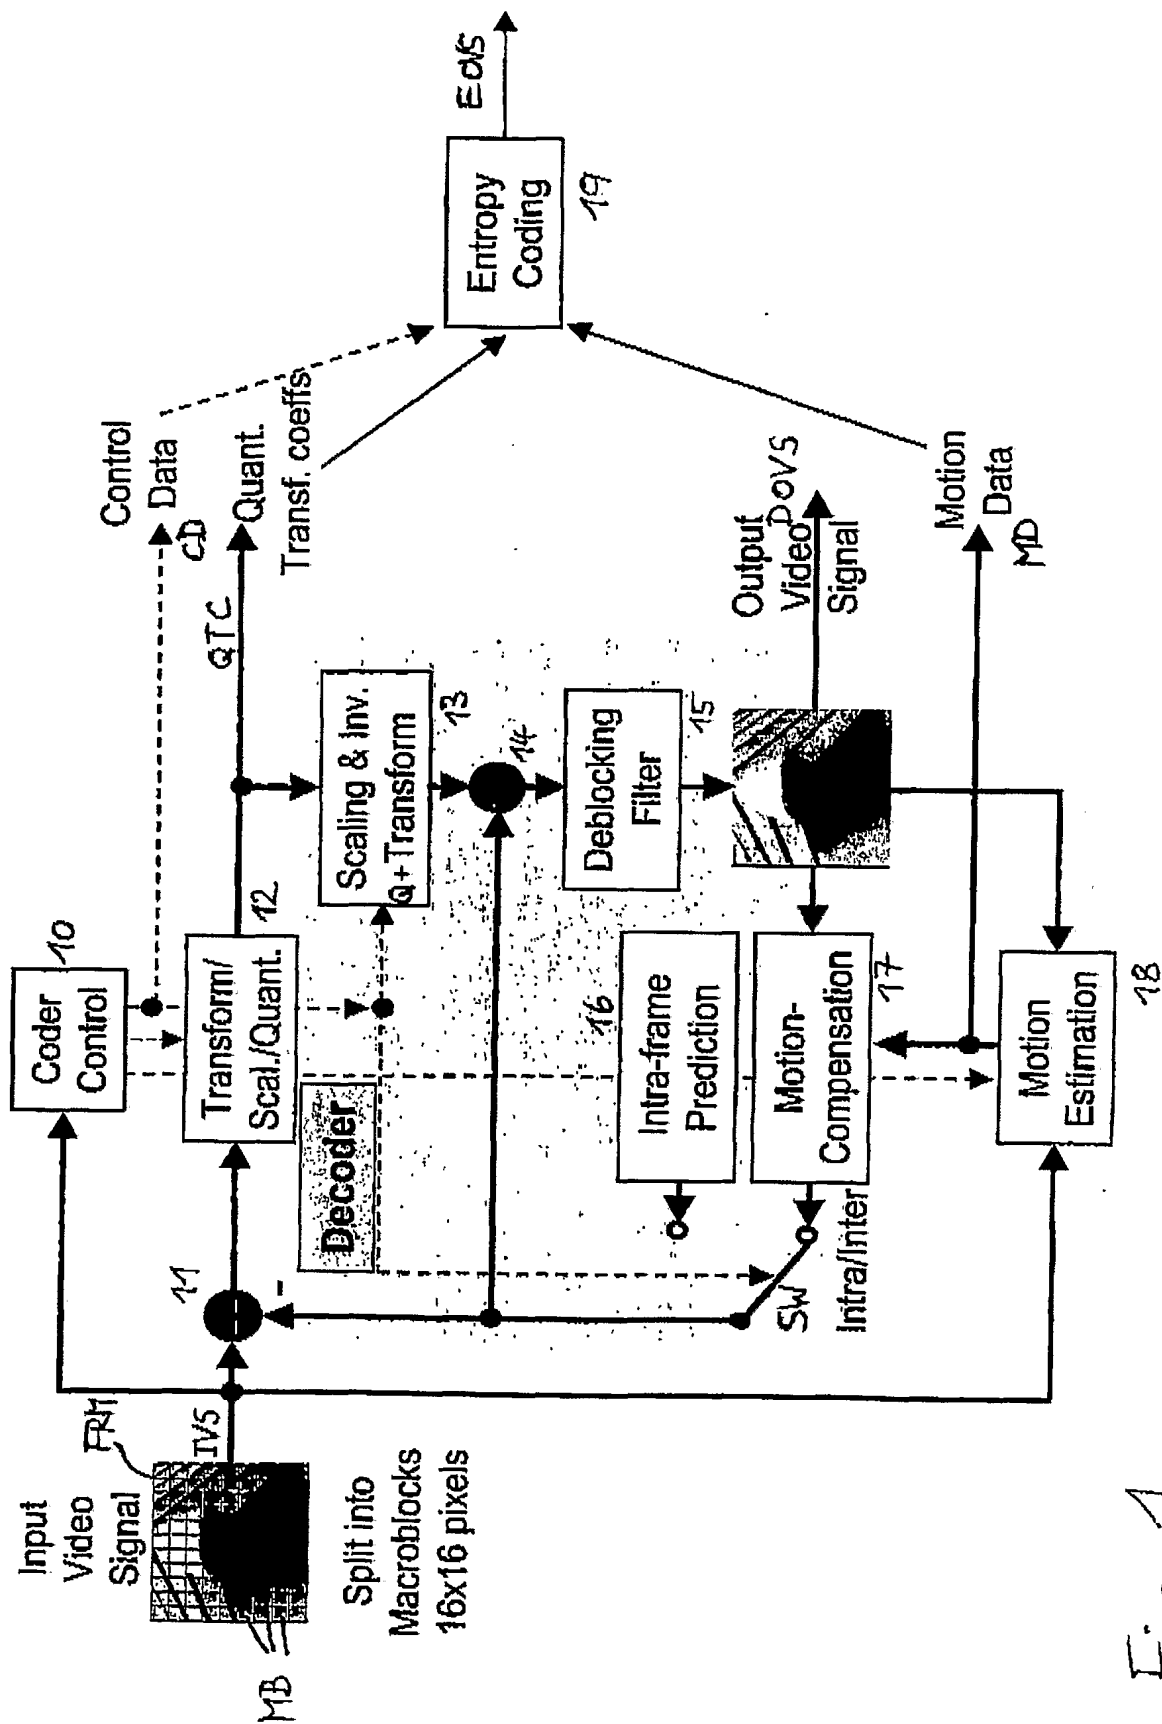 Input
Video
Signal
FRM
IVS
MB
Split into
Macroblocks
16x16 pixels
Coder
Control
10
11
-
Transform/
Scal./Quant.
12
QTC
Control
Data
CD
Quant.
Transf. coeffs
Decoder
Scaling & Inv.
Q+Transform
13
14
Deblocking
Filter
15
Intra-frame
Prediction
16
Motion-
Compensation
17
SW
Intra/Inter
Output
Video
Signal
DOVS
Motion
Estimation
18
Motion
Data
MD
Entropy
Coding
19
EOVS